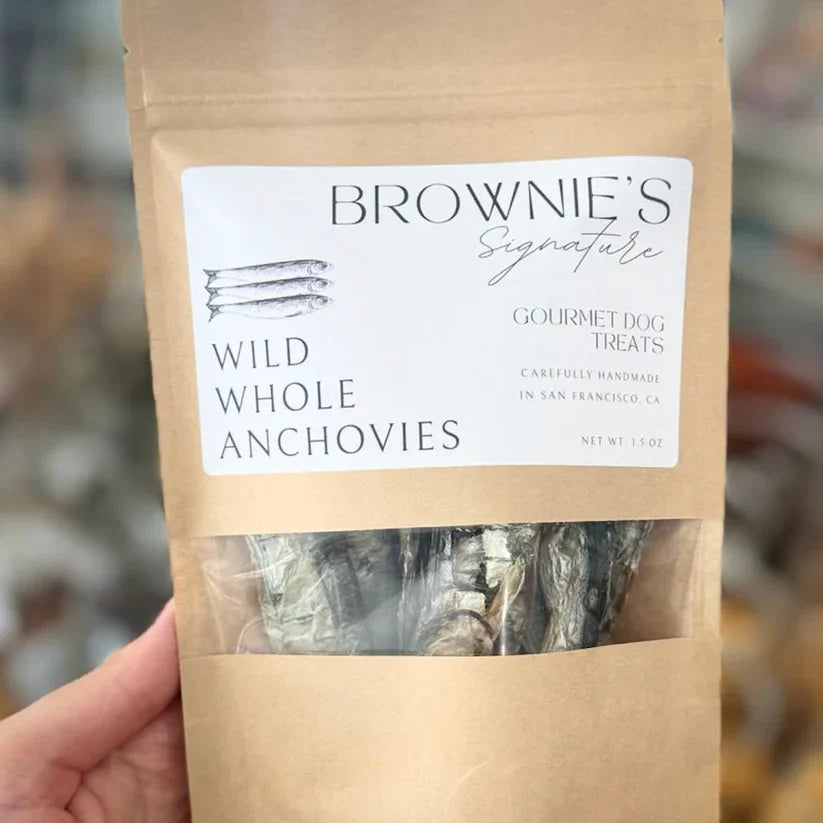 BROWNIE'S
Signature
GOURMET DOG
TREATS
CAREFULLY HANDMADE
IN SAN FRANCISCO, CA
NET WT. 1.5 OZ
WILD
WHOLE
ANCHOVIES